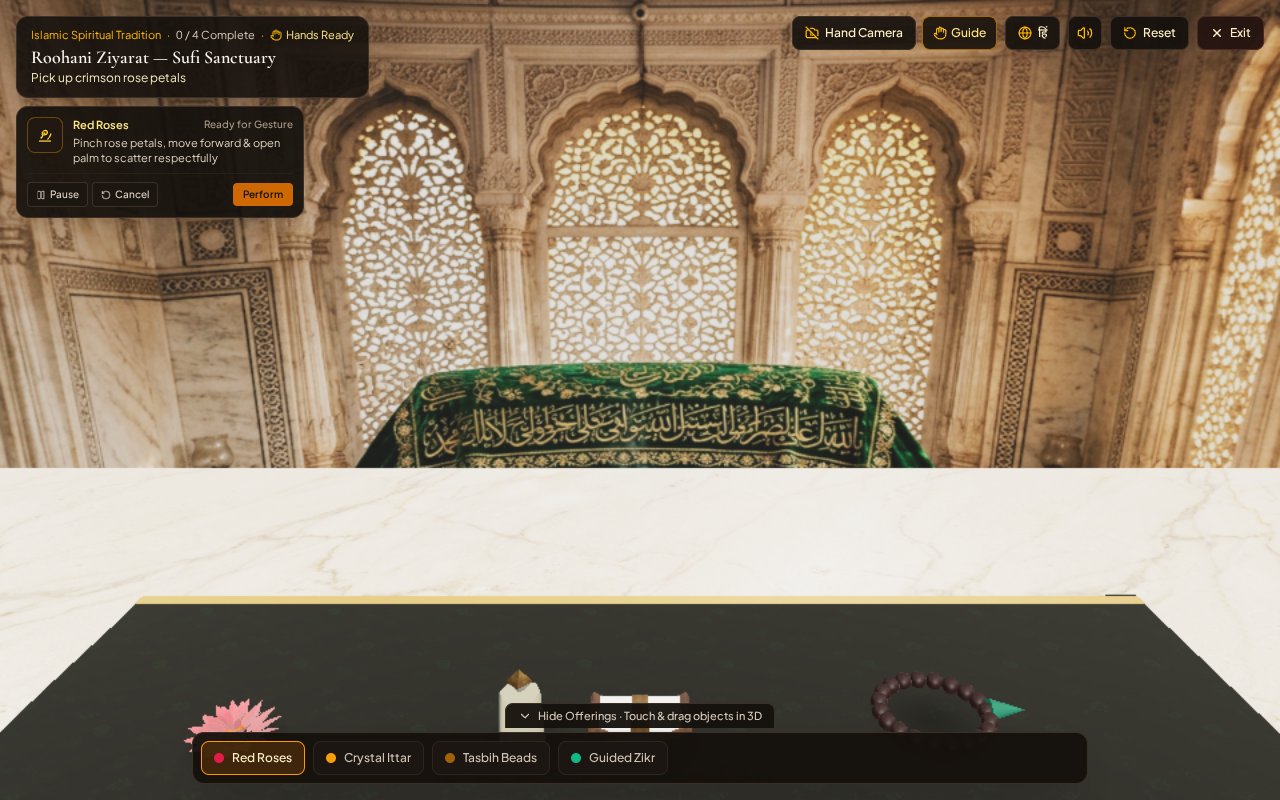 Islamic Spiritual Tradition · 0 / 4 Complete · Hands Ready
Roohani Ziyarat — Sufi Sanctuary
Pick up crimson rose petals
Hand Camera
Guide
हिं
Reset
Exit
Red Roses
Ready for Gesture
Pinch rose petals, move forward & open
palm to scatter respectfully
Pause
Cancel
Perform
Hide Offerings · Touch & drag objects in 3D
Red Roses
Crystal Ittar
Tasbih Beads
Guided Zikr